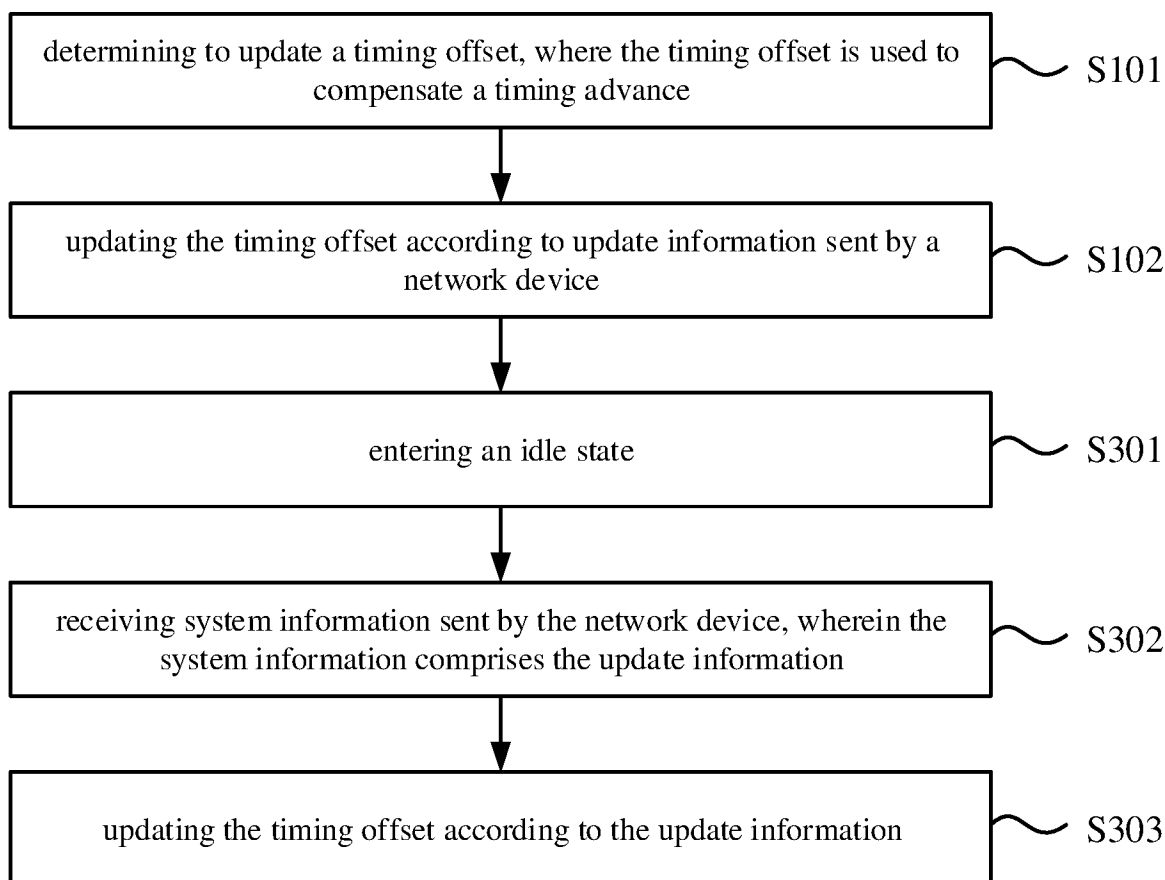 determining to update a timing offset, where the timing offset is used to
compensate a timing advance
S101
updating the timing offset according to update information sent by a
network device
S102
entering an idle state
S301
receiving system information sent by the network device, wherein the
system information comprises the update information
S302
updating the timing offset according to the update information
S303